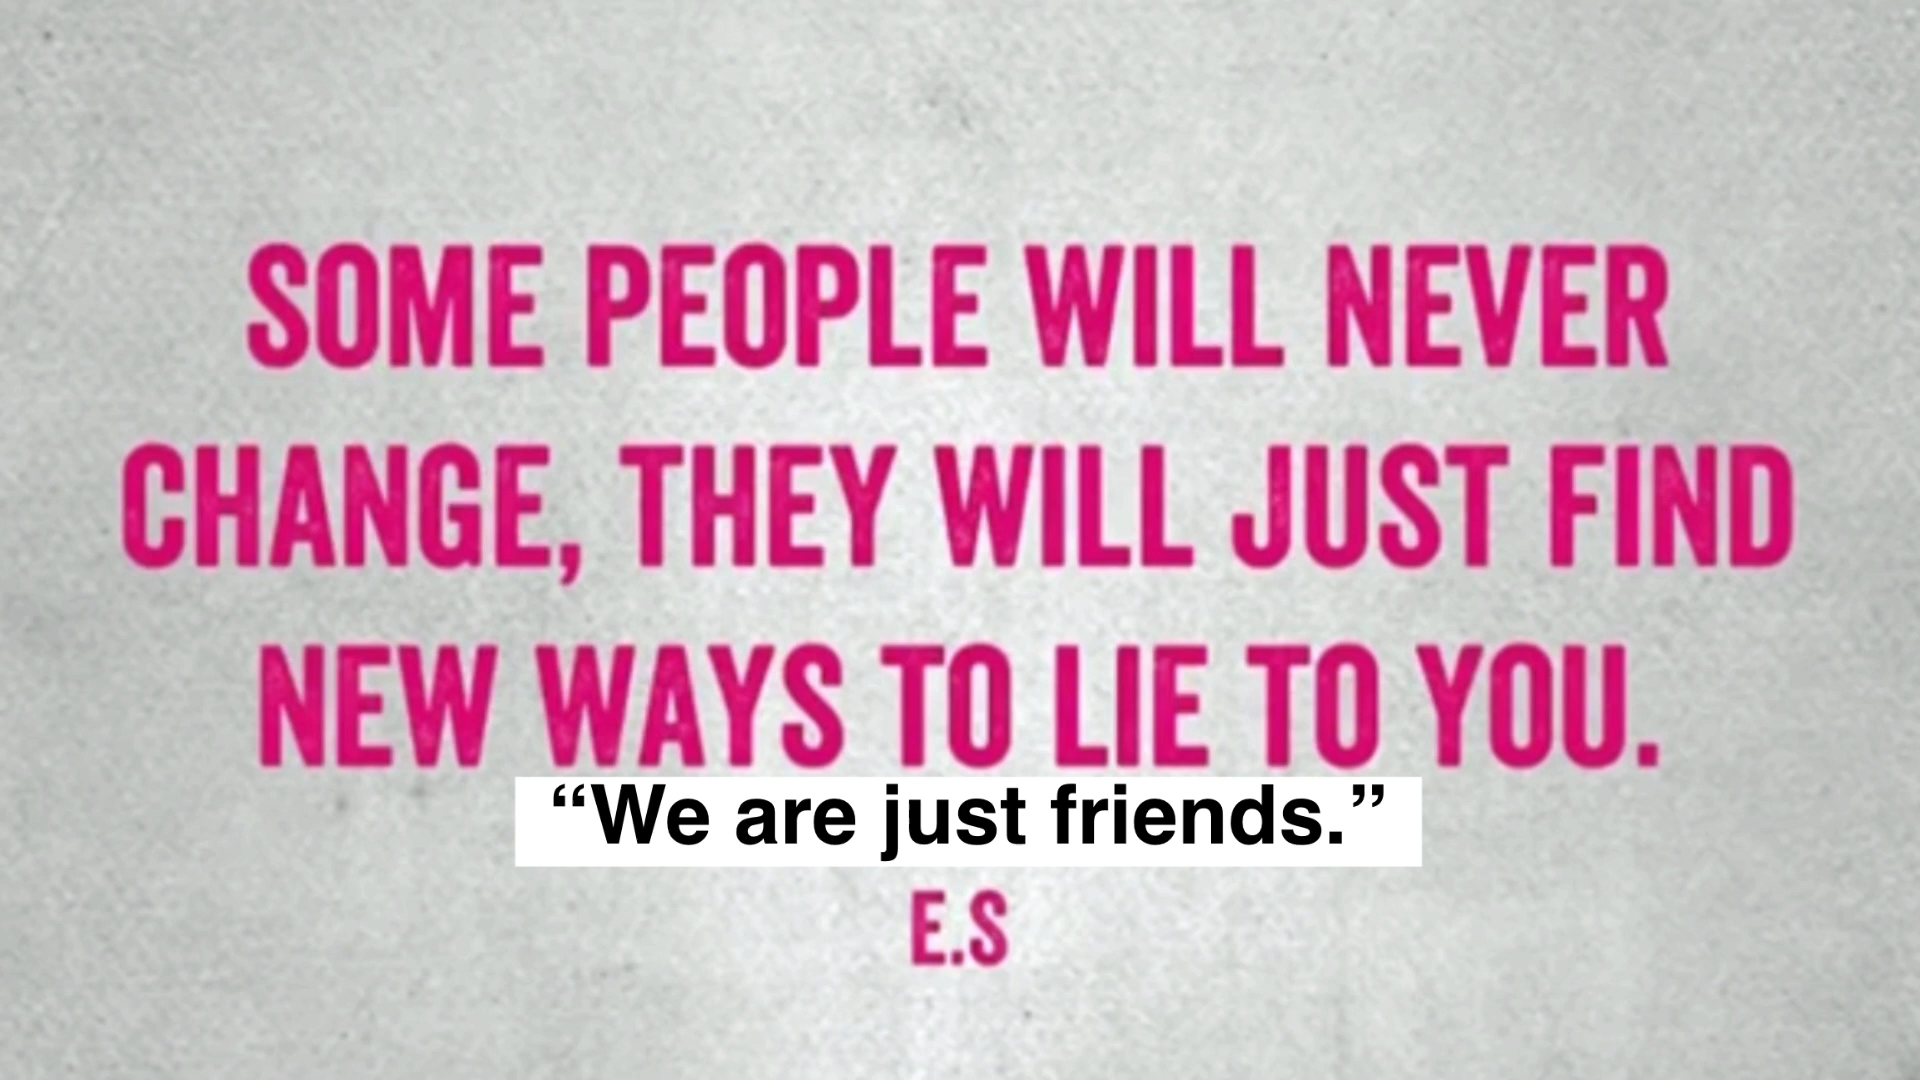 SOME PEOPLE WILL NEVER
CHANGE, THEY WILL JUST FIND
NEW WAYS TO LIE TO YOU.
“We are just friends.”
E.S